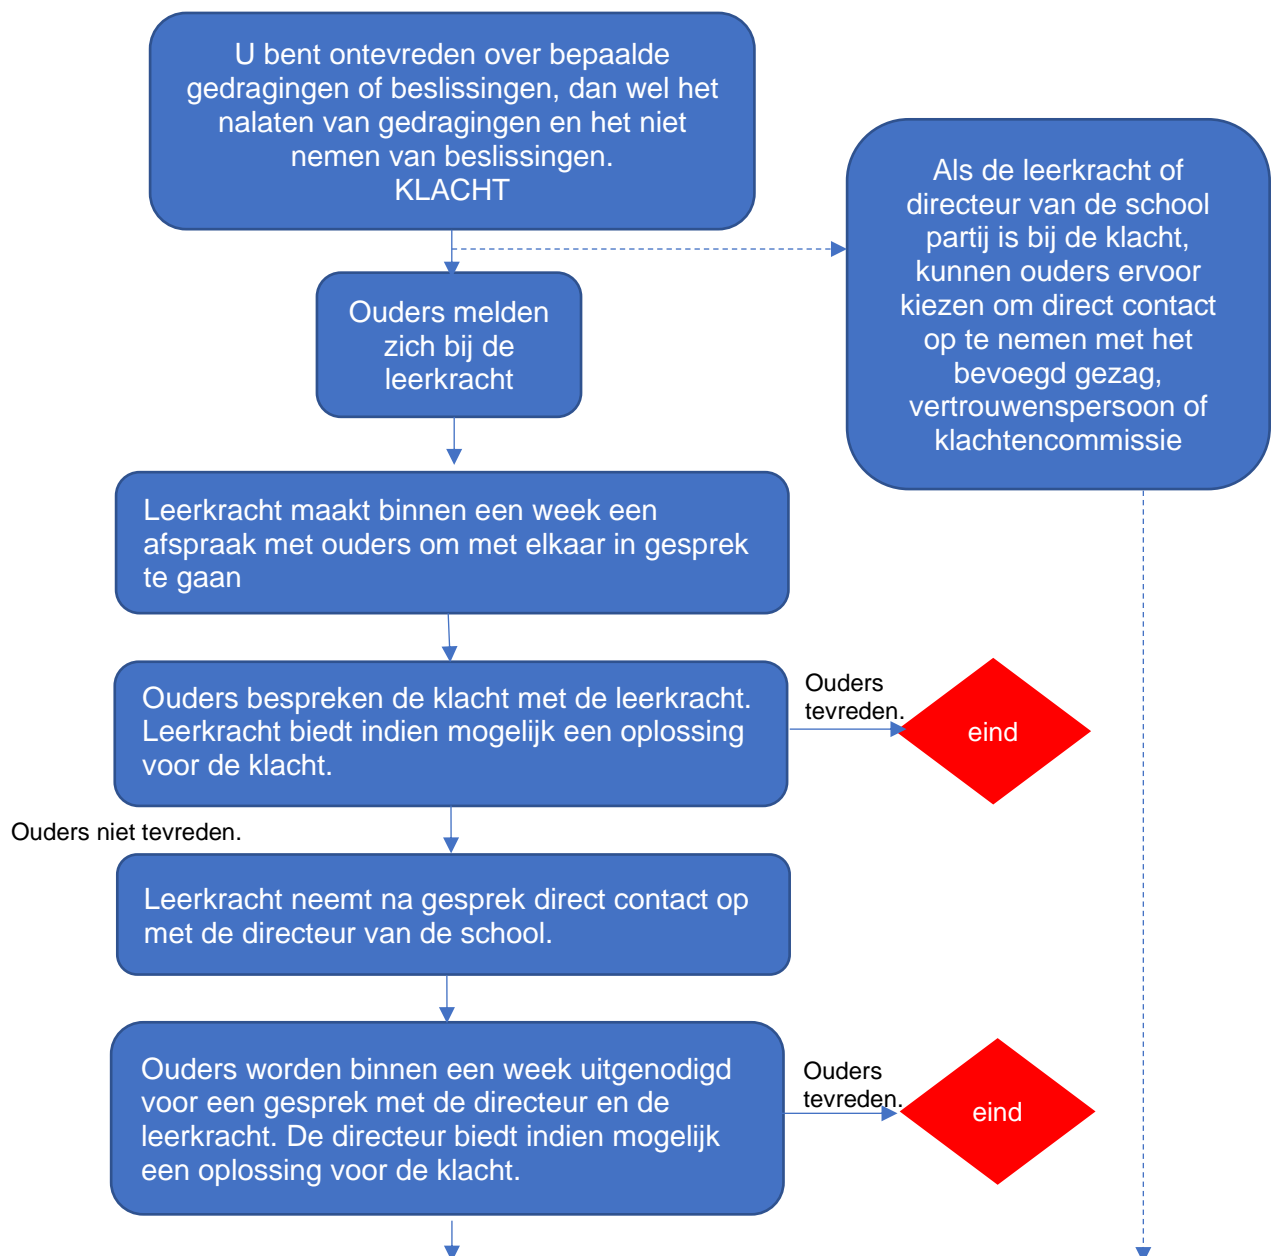 U bent ontevreden over bepaalde
gedragingen of beslissingen, dan wel het
nalaten van gedragingen en het niet
nemen van beslissingen.
KLACHT
Als de leerkracht of
directeur van de school
partij is bij de klacht,
kunnen ouders ervoor
kiezen om direct contact
op te nemen met het
bevoegd gezag,
vertrouwenspersoon of
klachtencommissie
Ouders melden
zich bij de
leerkracht
Leerkracht maakt binnen een week een
afspraak met ouders om met elkaar in gesprek
te gaan
Ouders bespreken de klacht met de leerkracht.
Leerkracht biedt indien mogelijk een oplossing
voor de klacht.
Ouders
tevreden.
eind
Ouders niet tevreden.
Leerkracht neemt na gesprek direct contact op
met de directeur van de school.
Ouders worden binnen een week uitgenodigd
voor een gesprek met de directeur en de
leerkracht. De directeur biedt indien mogelijk
een oplossing voor de klacht.
Ouders
tevreden.
eind